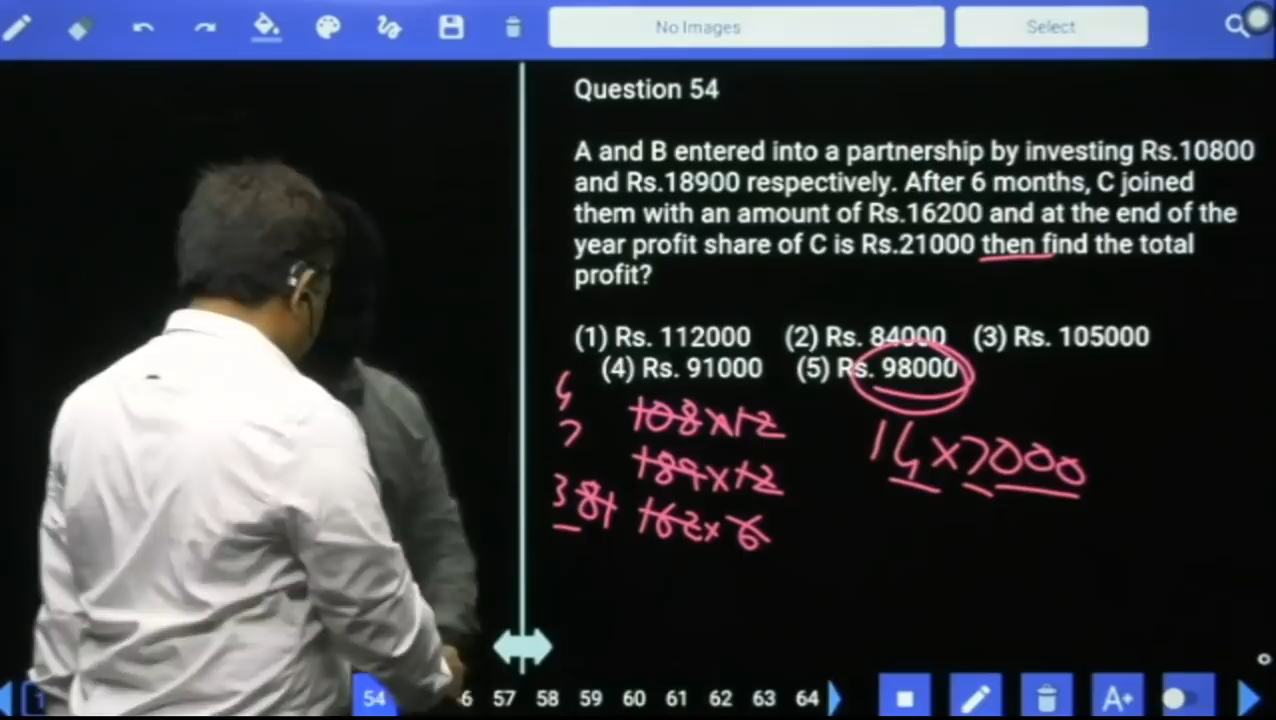 No Images Select
Question 54
A and B entered into a partnership by investing Rs.10800
and Rs.18900 respectively. After 6 months, C joined
them with an amount of Rs.16200 and at the end of the
year profit share of C is Rs.21000 then find the total
profit?
(1) Rs. 112000 (2) Rs. 84000 (3) Rs. 105000
(4) Rs. 91000 (5) Rs. 98000
4 108×12
7 189×12
3 81 162×6
14×7000
54 57 58 59 60 61 62 63 64 A+